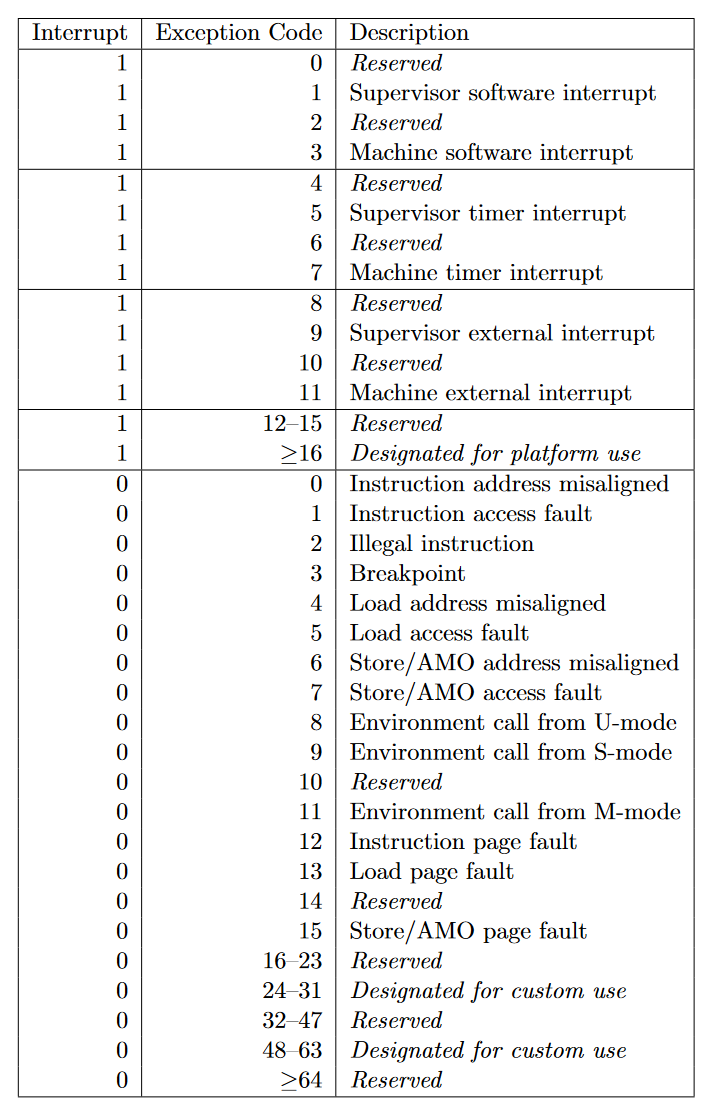 Interrupt Exception Code Description
1 0 Reserved
1 1 Supervisor software interrupt
1 2 Reserved
1 3 Machine software interrupt
1 4 Reserved
1 5 Supervisor timer interrupt
1 6 Reserved
1 7 Machine timer interrupt
1 8 Reserved
1 9 Supervisor external interrupt
1 10 Reserved
1 11 Machine external interrupt
1 12–15 Reserved
1 ≥16 Designated for platform use
0 0 Instruction address misaligned
0 1 Instruction access fault
0 2 Illegal instruction
0 3 Breakpoint
0 4 Load address misaligned
0 5 Load access fault
0 6 Store/AMO address misaligned
0 7 Store/AMO access fault
0 8 Environment call from U-mode
0 9 Environment call from S-mode
0 10 Reserved
0 11 Environment call from M-mode
0 12 Instruction page fault
0 13 Load page fault
0 14 Reserved
0 15 Store/AMO page fault
0 16–23 Reserved
0 24–31 Designated for custom use
0 32–47 Reserved
0 48–63 Designated for custom use
0 ≥64 Reserved